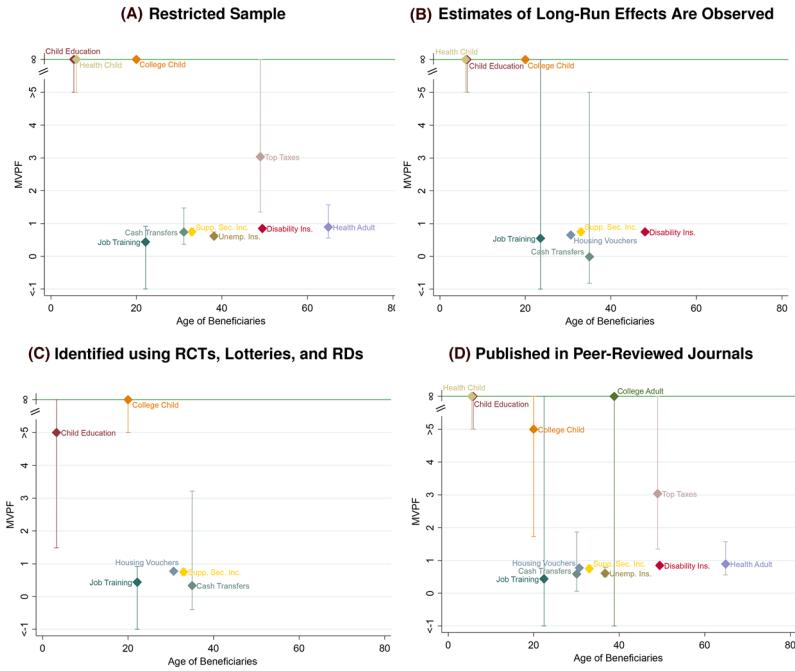 (A) Restricted Sample
∞
>5
4
3
2
1
0
<-1
MVPF
Child Education
Health Child
College Child
Top Taxes
Cash Transfers
Supp. Sec. Inc.
Unemp. Ins.
Disability Ins.
Health Adult
Job Training
0 20 40 60 80
Age of Beneficiaries
(B) Estimates of Long-Run Effects Are Observed
∞
>5
4
3
2
1
0
<-1
MVPF
Health Child
Child Education
College Child
Supp. Sec. Inc.
Disability Ins.
Job Training
Housing Vouchers
Cash Transfers
0 20 40 60 80
Age of Beneficiaries
(C) Identified using RCTs, Lotteries, and RDs
∞
>5
4
3
2
1
0
<-1
MVPF
College Child
Child Education
Housing Vouchers
Supp. Sec. Inc.
Job Training
Cash Transfers
0 20 40 60 80
Age of Beneficiaries
(D) Published in Peer-Reviewed Journals
∞
>5
4
3
2
1
0
<-1
MVPF
Health Child
College Adult
Child Education
College Child
Top Taxes
Housing Vouchers
Supp. Sec. Inc.
Disability Ins.
Health Adult
Cash Transfers
Unemp. Ins.
Job Training
0 20 40 60 80
Age of Beneficiaries